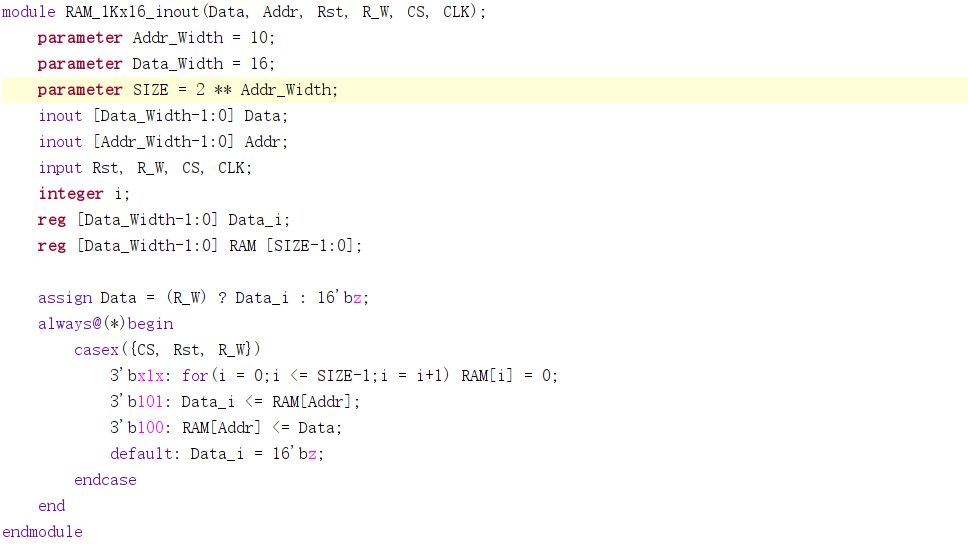 module RAM_1Kx16_inout(Data, Addr, Rst, R_W, CS, CLK);
    parameter Addr_Width = 10;
    parameter Data_Width = 16;
    parameter SIZE = 2 ** Addr_Width;
    inout [Data_Width-1:0] Data;
    inout [Addr_Width-1:0] Addr;
    input Rst, R_W, CS, CLK;
    integer i;
    reg [Data_Width-1:0] Data_i;
    reg [Data_Width-1:0] RAM [SIZE-1:0];

    assign Data = (R_W) ? Data_i : 16'bz;
    always@(*)begin
        casex({CS, Rst, R_W})
            3'bx1x: for(i = 0;i <= SIZE-1;i = i+1) RAM[i] = 0;
            3'b101: Data_i <= RAM[Addr];
            3'b100: RAM[Addr] <= Data;
            default: Data_i = 16'bz;
        endcase
    end
endmodule